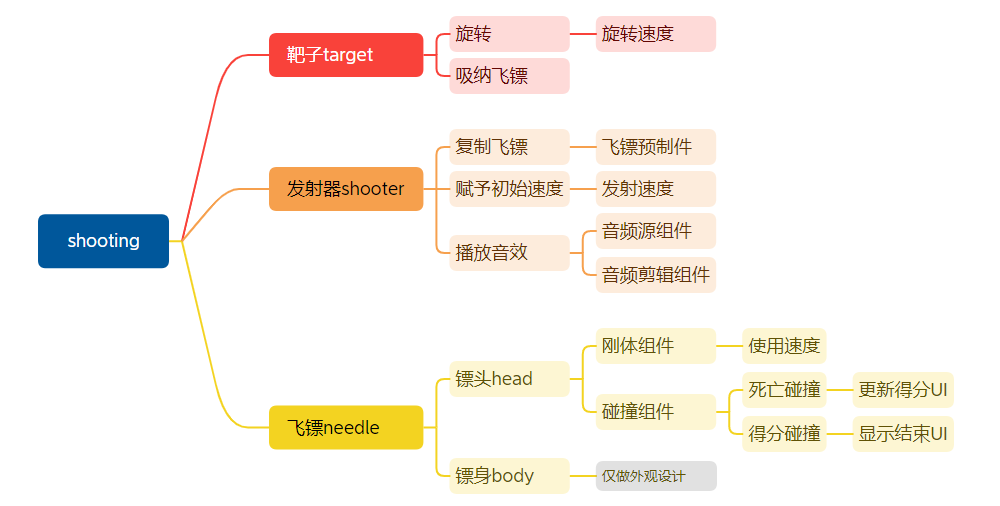 shooting
靶子target
旋转
旋转速度
吸纳飞镖
发射器shooter
复制飞镖
飞镖预制件
赋予初始速度
发射速度
播放音效
音频源组件
音频剪辑组件
飞镖needle
镖头head
刚体组件
使用速度
碰撞组件
死亡碰撞
更新得分UI
得分碰撞
显示结束UI
镖身body
仅做外观设计